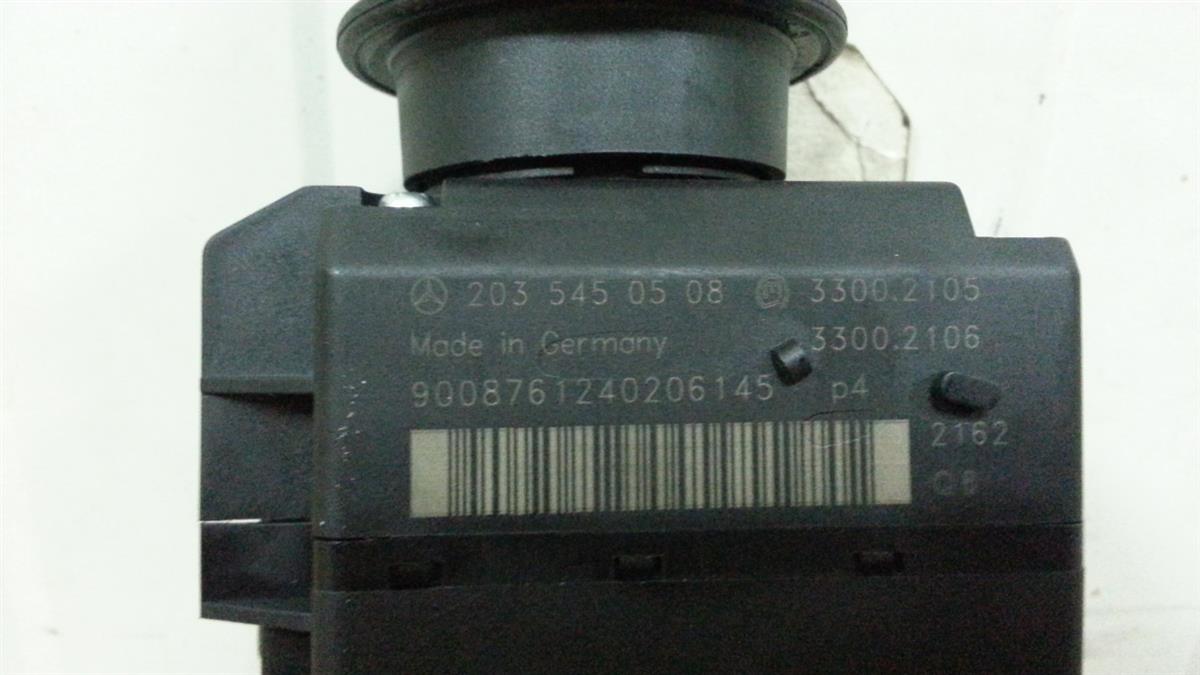 203 545 05 08 3300.2105
Made in Germany 3300.2106
9008761240206145 p4
2162